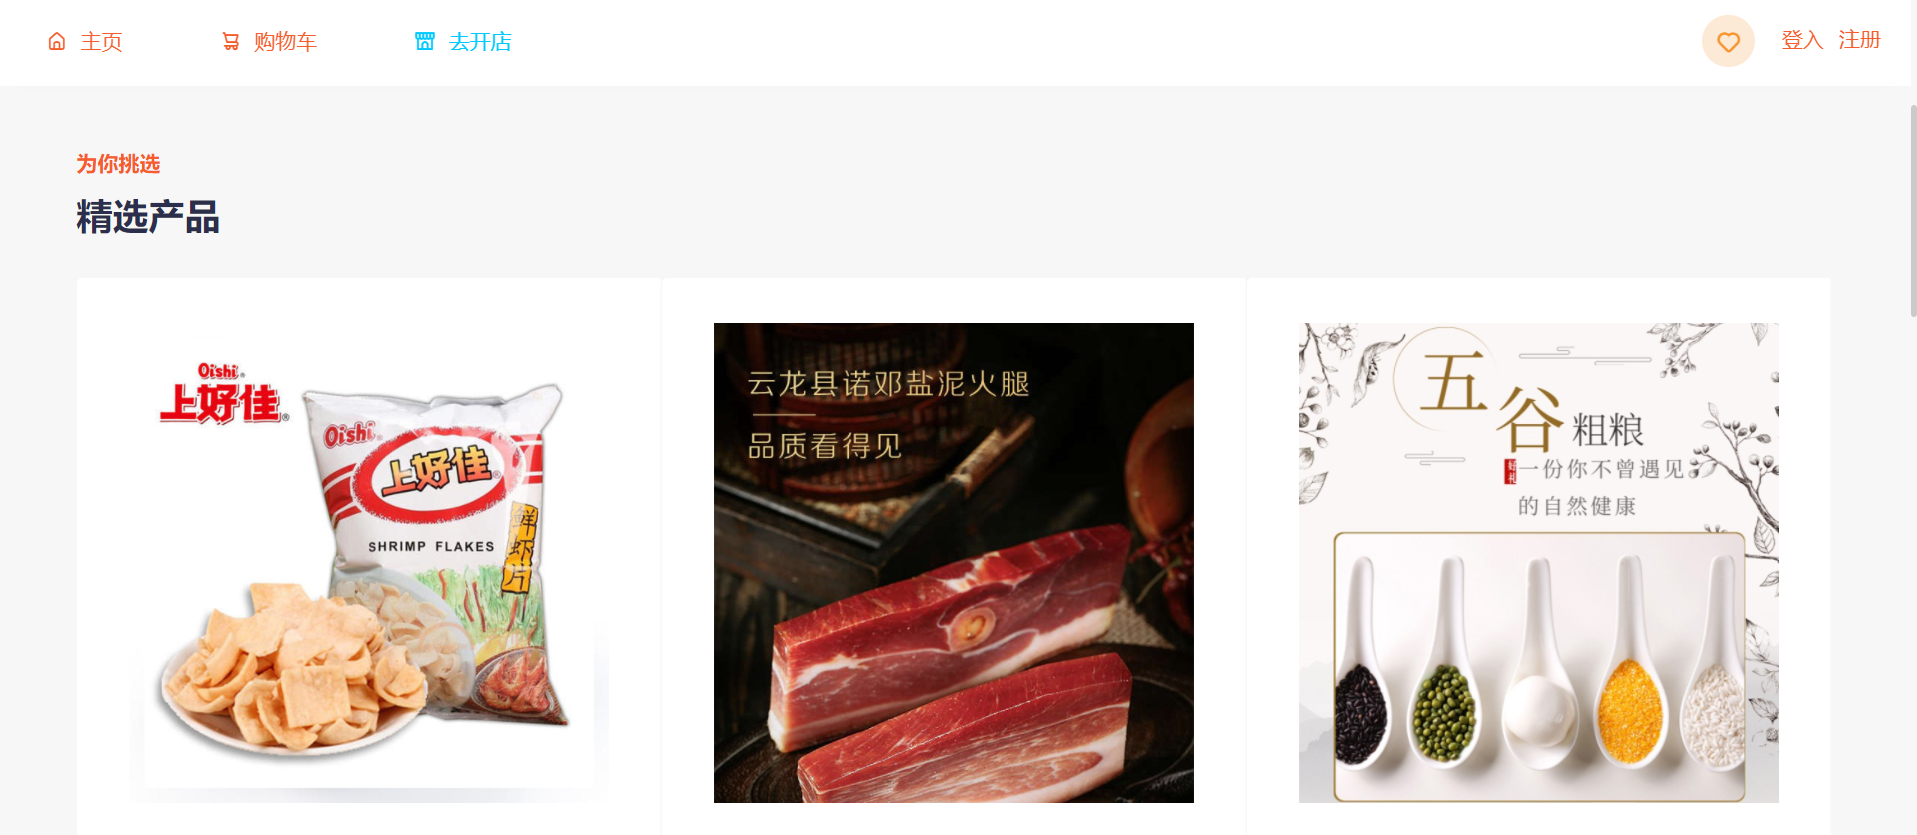 主页
购物车
去开店
登入 注册
为你挑选
精选产品
Oishi®
上好佳®
Oishi®
上好佳®
SHRIMP FLAKES
鲜虾片
云龙县诺邓盐泥火腿
品质看得见
五谷粗粮
好礼
一份你不曾遇见
的自然健康